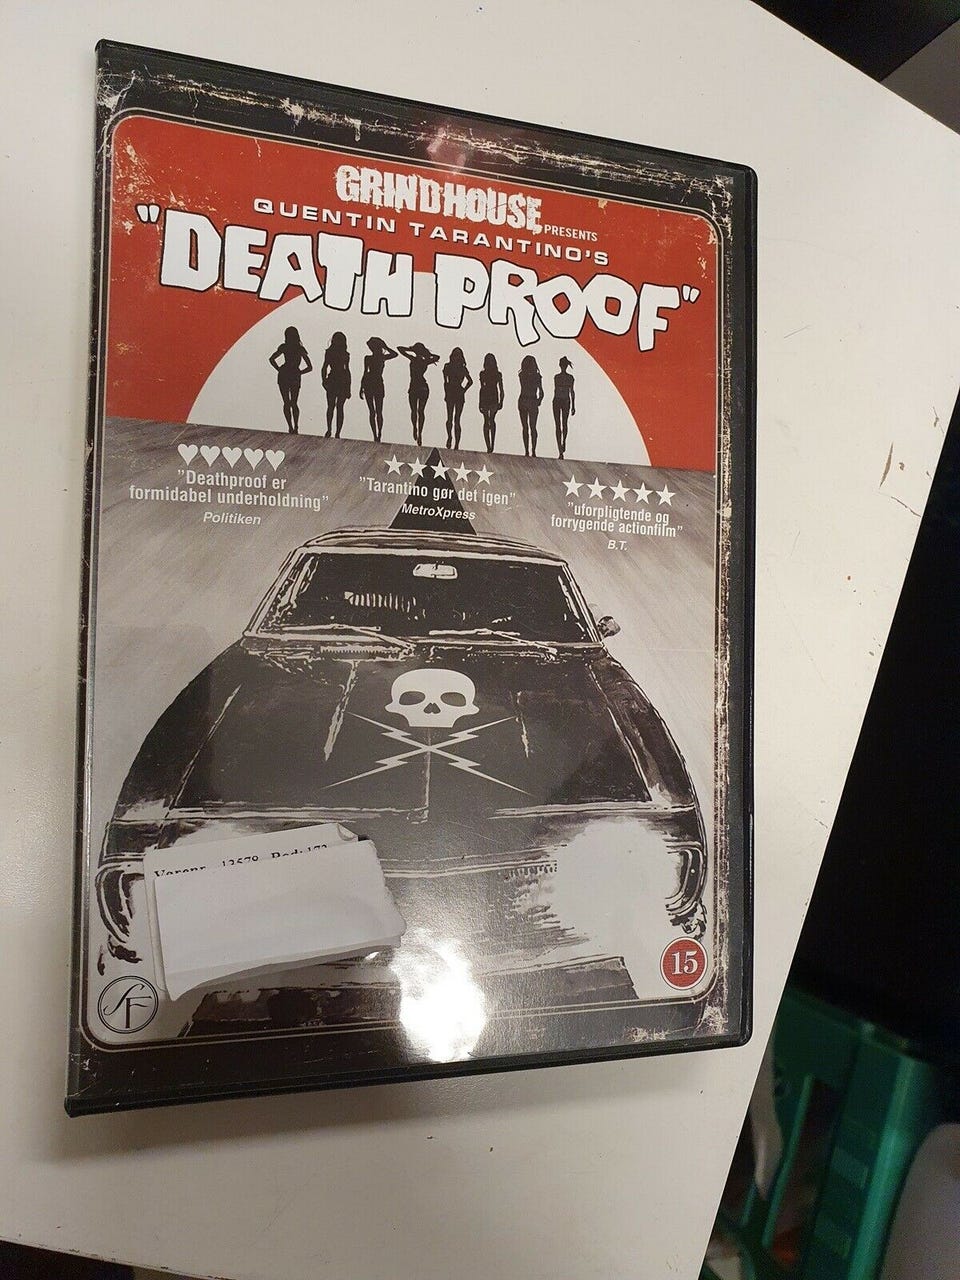 GRINDHOUSE PRESENTS
QUENTIN TARANTINO'S
"DEATH PROOF"
"Deathproof er
formidabel underholdning"
Politiken
"Tarantino gør det igen"
MetroXpress
"uforpligtende og
forrygende actionfilm"
B.T.
SF
15